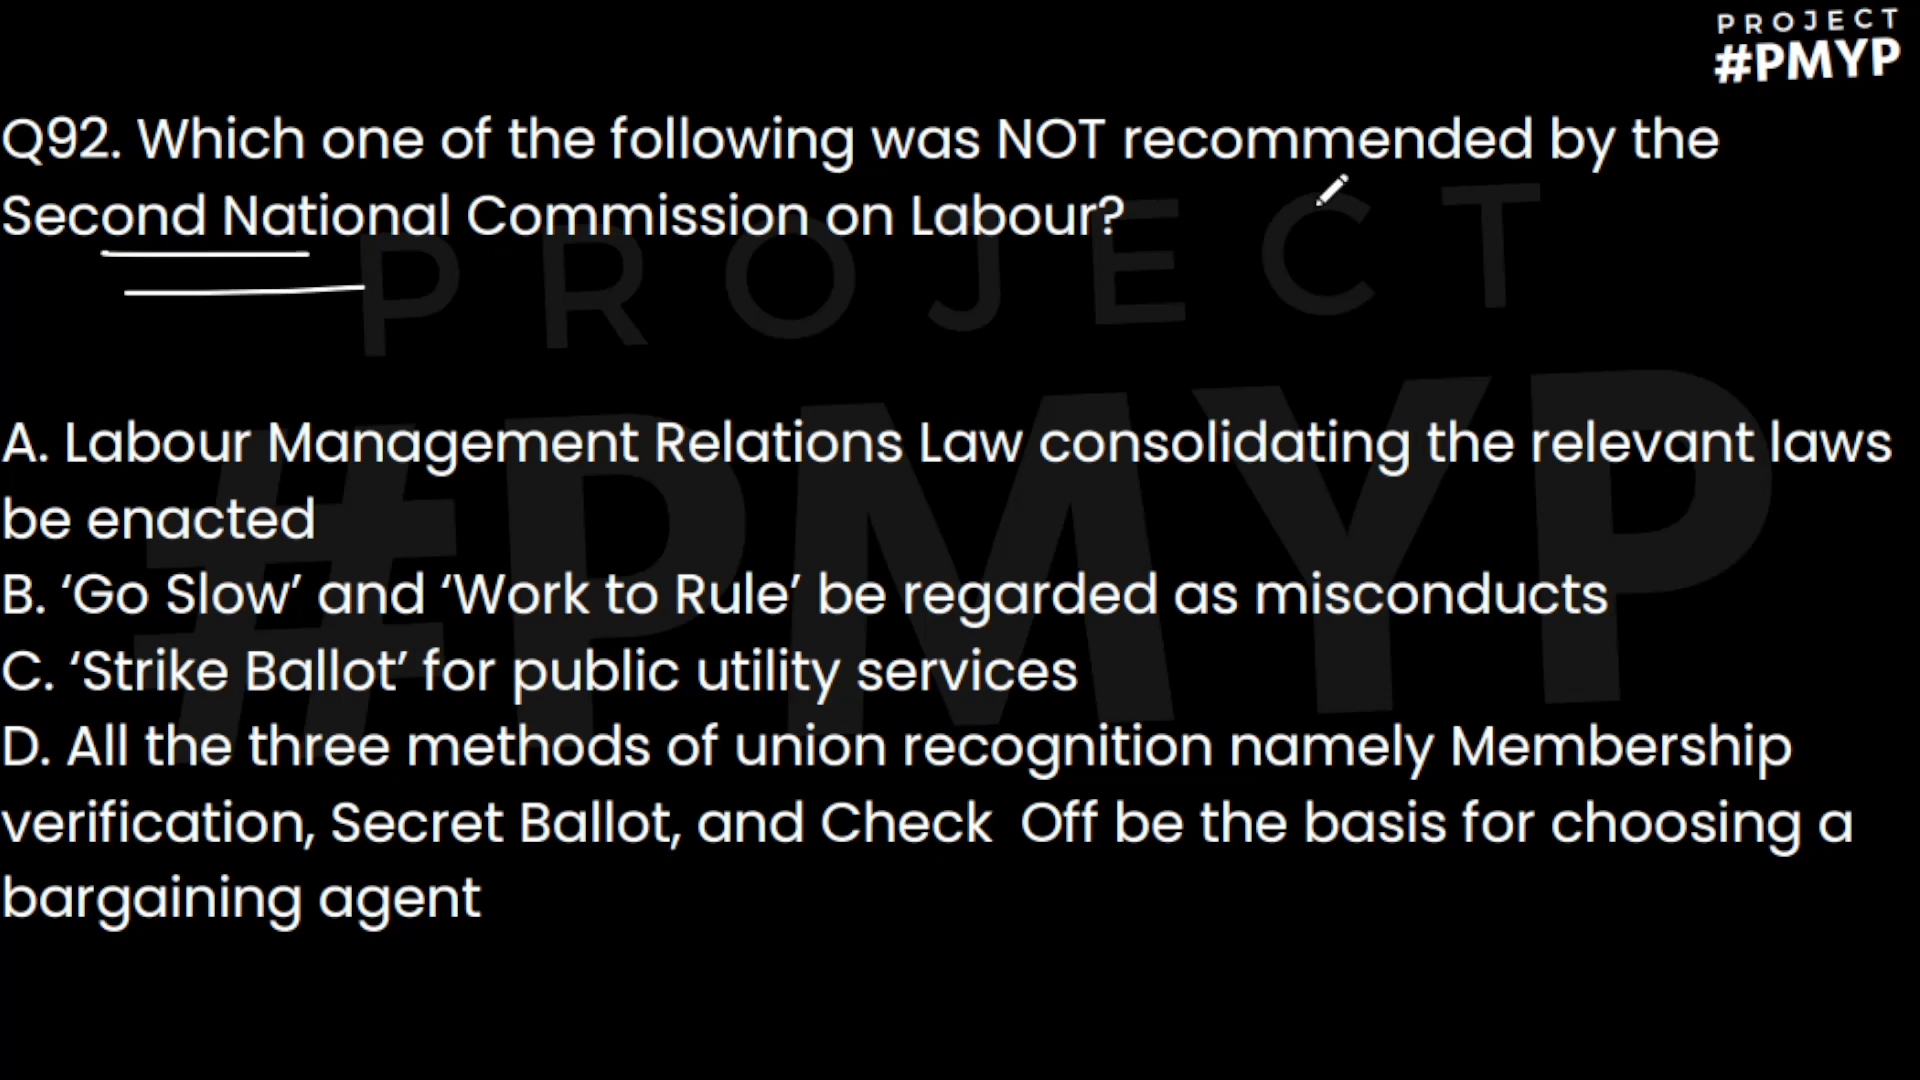 PROJECT
#PMYP
Q92. Which one of the following was NOT recommended by the
Second National Commission on Labour?
PROJECT
#PMYP
A. Labour Management Relations Law consolidating the relevant laws
be enacted
B. ‘Go Slow’ and ‘Work to Rule’ be regarded as misconducts
C. ‘Strike Ballot’ for public utility services
D. All the three methods of union recognition namely Membership
verification, Secret Ballot, and Check  Off be the basis for choosing a
bargaining agent